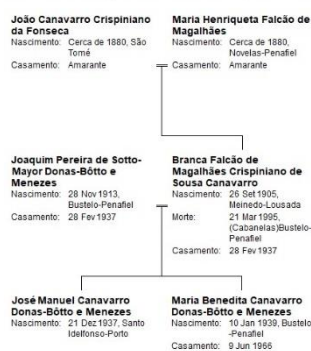 João Canavarro Crispiniano
da Fonseca
Nascimento: Cerca de 1880, São
Tomé
Casamento: Amarante
Maria Henriqueta Falcão de
Magalhães
Nascimento: Cerca de 1880,
Novelas-Penafiel
Casamento: Amarante
Joaquim Pereira de Sotto-
Mayor Donas-Bôtto e
Menezes
Nascimento: 28 Nov 1913,
Bustelo-Penafiel
Casamento: 28 Fev 1937
Branca Falcão de
Magalhães Crispiniano de
Sousa Canavarro
Nascimento: 26 Set 1905,
Meinedo-Lousada
Morte: 21 Mar 1995,
(Cabanelas)Bustelo-
Penafiel
Casamento: 28 Fev 1937
José Manuel Canavarro
Donas-Bôtto e Menezes
Nascimento: 21 Dez 1937, Santo
Idelfonso-Porto
Maria Benedita Canavarro
Donas-Bôtto e Menezes
Nascimento: 10 Jan 1939, Bustelo
-Penafiel
Casamento: 9 Jun 1966